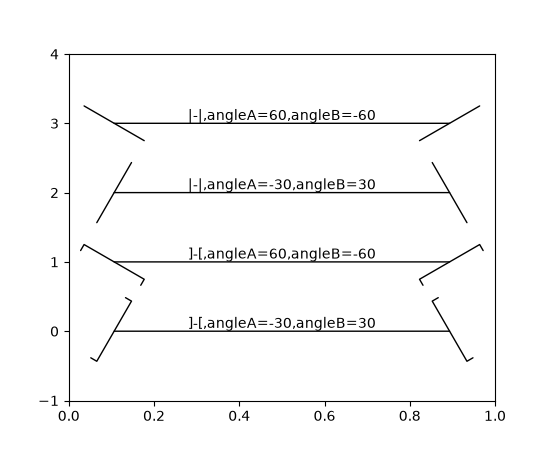 4
|-|,angleA=60,angleB=-60
3
|-|,angleA=-30,angleB=30
2
]-[,angleA=60,angleB=-60
1
]-[,angleA=-30,angleB=30
0
−1
0.0 0.2 0.4 0.6 0.8 1.0